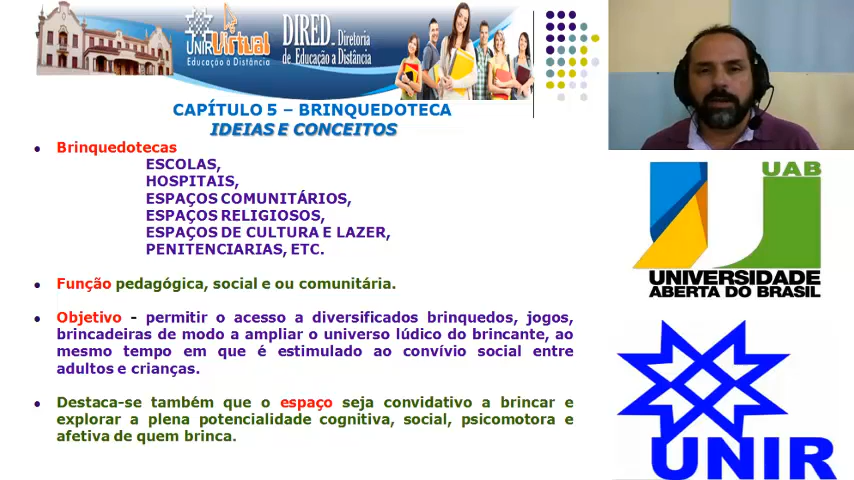 UNIR Virtual
Educação a Distância
DIRED - Diretoria
de Educação a Distância
CAPÍTULO 5 – BRINQUEDOTECA
IDEIAS E CONCEITOS
• Brinquedotecas
ESCOLAS,
HOSPITAIS,
ESPAÇOS COMUNITÁRIOS,
ESPAÇOS RELIGIOSOS,
ESPAÇOS DE CULTURA E LAZER,
PENITENCIARIAS, ETC.
• Função pedagógica, social e ou comunitária.
• Objetivo - permitir o acesso a diversificados brinquedos, jogos,
brincadeiras de modo a ampliar o universo lúdico do brincante, ao
mesmo tempo em que é estimulado ao convívio social entre
adultos e crianças.
• Destaca-se também que o espaço seja convidativo a brincar e
explorar a plena potencialidade cognitiva, social, psicomotora e
afetiva de quem brinca.
UAB
UNIVERSIDADE
ABERTA DO BRASIL
UNIR